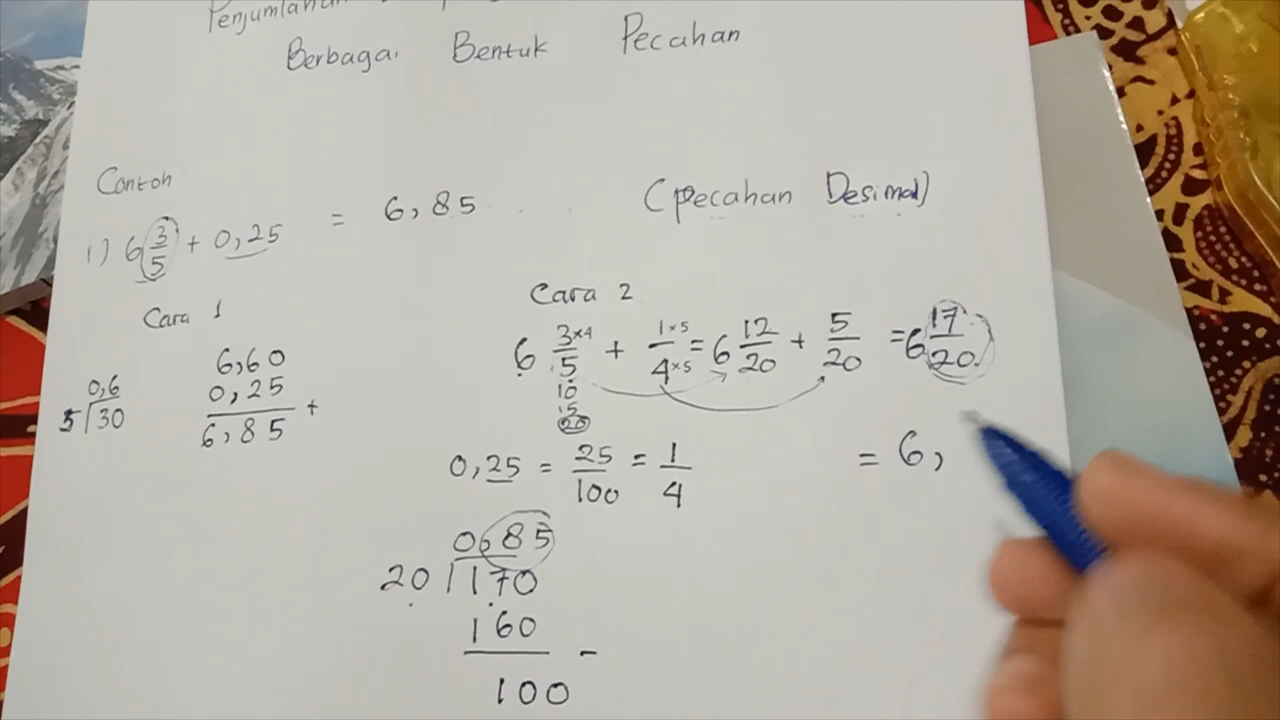 Penjumlahan
Berbagai Bentuk Pecahan
Contoh
1) 6 3/5 + 0,25 = 6,85 (pecahan Desimal)
Cara 1
6,60
0,25
+
6,85
0,6
5 30
Cara 2
6 3×4/5 + 1×5/4×5 = 6 12/20 + 5/20 = 6 17/20
10
15
20
0,25 = 25/100 = 1/4
= 6,
0,85
20 170
160
-
100